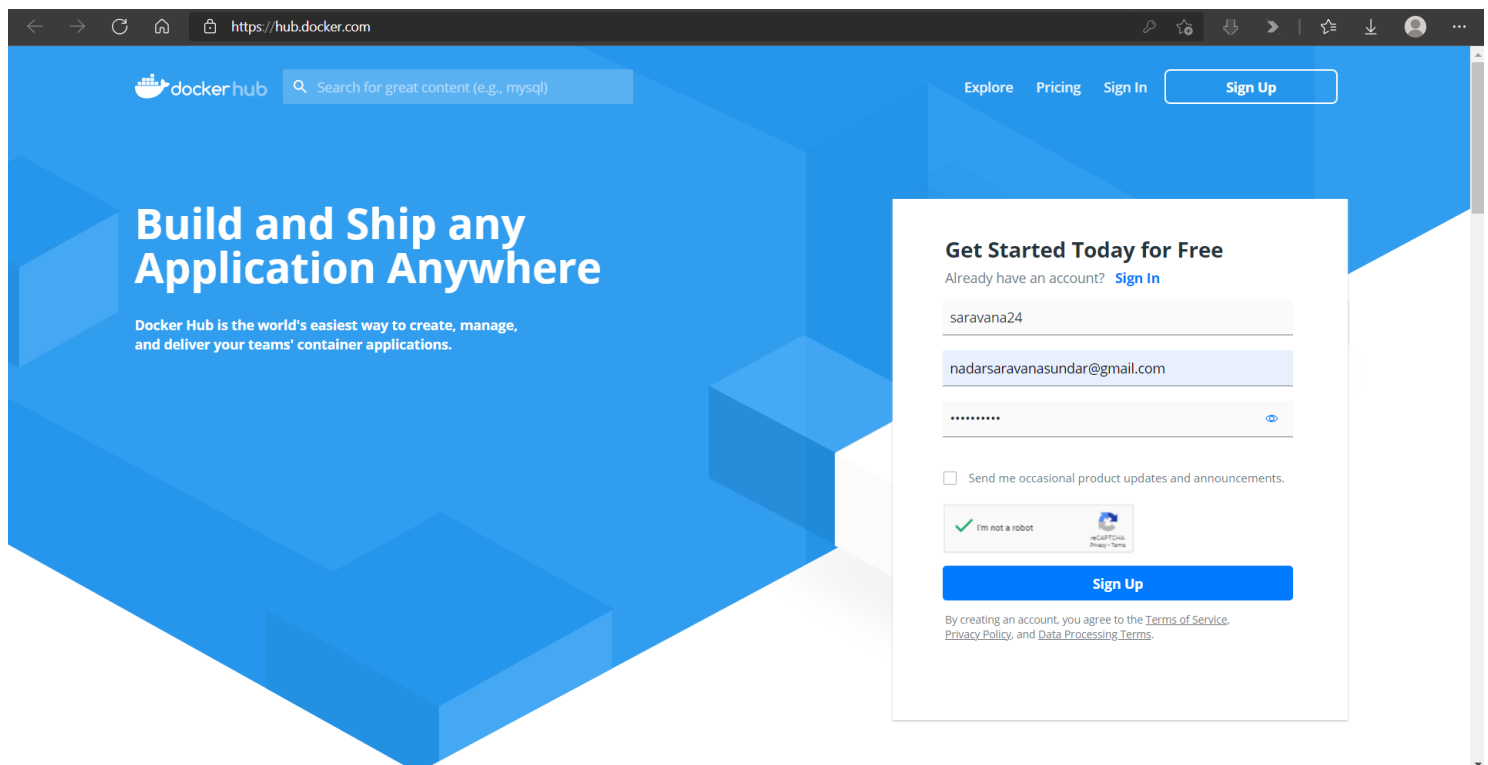 https://hub.docker.com
dockerhub
Search for great content (e.g., mysql)
Explore
Pricing
Sign In
Sign Up
Build and Ship any
Application Anywhere
Docker Hub is the world's easiest way to create, manage,
and deliver your teams' container applications.
Get Started Today for Free
Already have an account? Sign In
saravana24
nadarsaravanasundar@gmail.com
••••••••••
Send me occasional product updates and announcements.
I'm not a robot
reCAPTCHA
Privacy - Terms
Sign Up
By creating an account, you agree to the Terms of Service,
Privacy Policy, and Data Processing Terms.